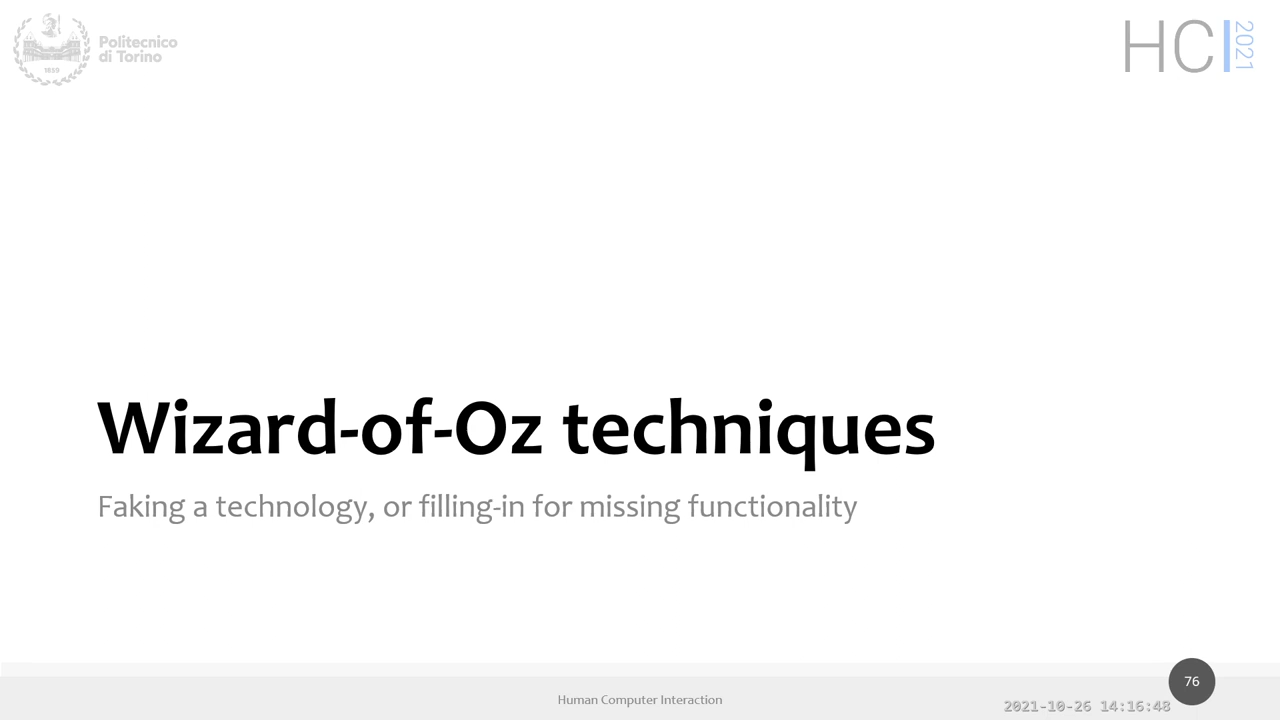 Politecnico
di Torino
1859
HCI
2021
Wizard-of-Oz techniques
Faking a technology, or filling-in for missing functionality
76
Human Computer Interaction
2021-10-26 14:16:48